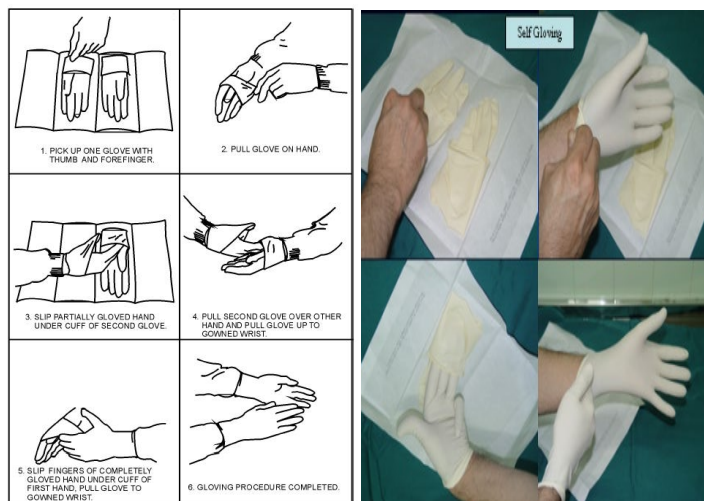 1. PICK UP ONE GLOVE WITH
THUMB AND FOREFINGER.
2. PULL GLOVE ON HAND.
3. SLIP PARTIALLY GLOVED HAND
UNDER CUFF OF SECOND GLOVE.
4. PULL SECOND GLOVE OVER OTHER
HAND AND PULL GLOVE UP TO
GOWNED WRIST.
5. SLIP FINGERS OF COMPLETELY
GLOVED HAND UNDER CUFF OF
FIRST HAND, PULL GLOVE TO
GOWNED WRIST.
6. GLOVING PROCEDURE COMPLETED.
Self Gloving